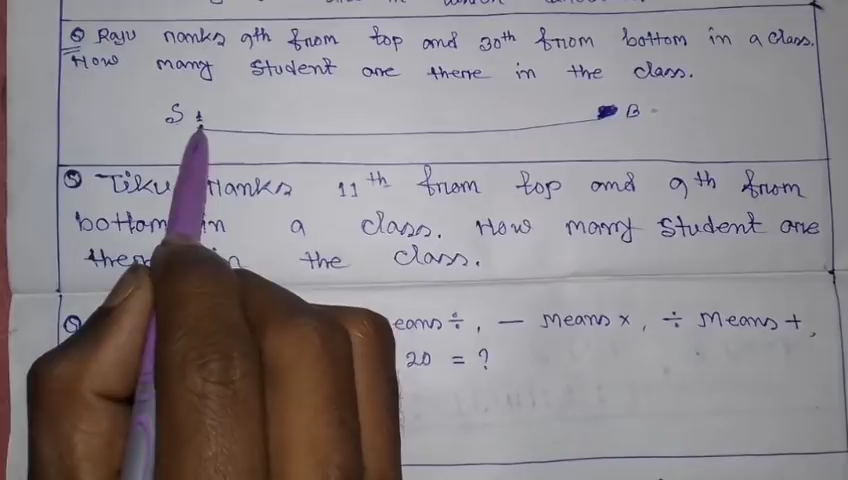 Raju ranks 9th from top and 30th from bottom in a class.
How many student are there in the class.
S 1 B
Tiku ranks 11th from top and 9th from
bottom in a class. How many student are
the class.
means ÷, — means ×, ÷ means +,
20 = ?